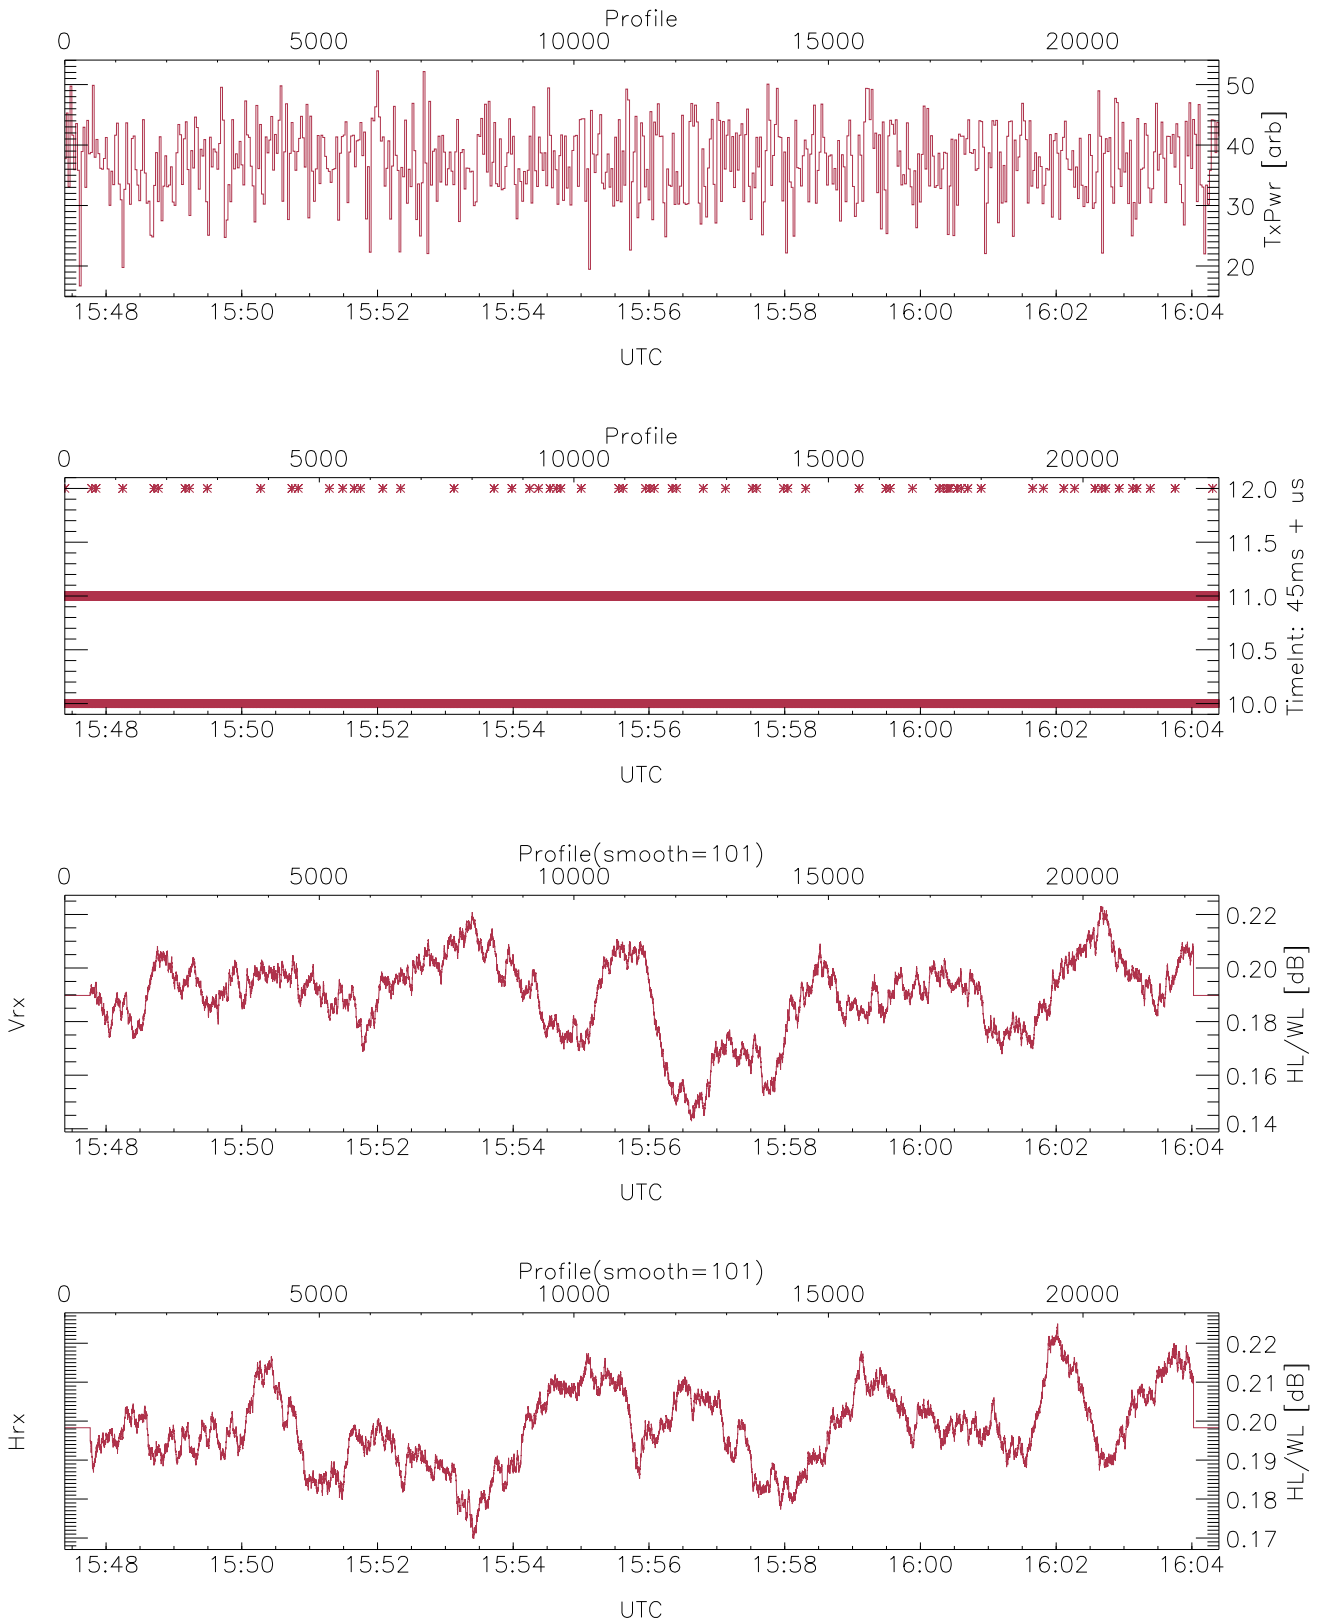 Profile
0 5000 10000 15000 20000
50
40
30
20
TxPwr [arb]
15:48 15:50 15:52 15:54 15:56 15:58 16:00 16:02 16:04
UTC
Profile
0 5000 10000 15000 20000
12.0
11.5
11.0
10.5
10.0
TimeInt: 45ms + us
15:48 15:50 15:52 15:54 15:56 15:58 16:00 16:02 16:04
UTC
Profile(smooth=101)
0 5000 10000 15000 20000
Vrx
0.22
0.20
0.18
0.16
0.14
HL/WL [dB]
15:48 15:50 15:52 15:54 15:56 15:58 16:00 16:02 16:04
UTC
Profile(smooth=101)
0 5000 10000 15000 20000
Hrx
0.22
0.21
0.20
0.19
0.18
0.17
HL/WL [dB]
15:48 15:50 15:52 15:54 15:56 15:58 16:00 16:02 16:04
UTC